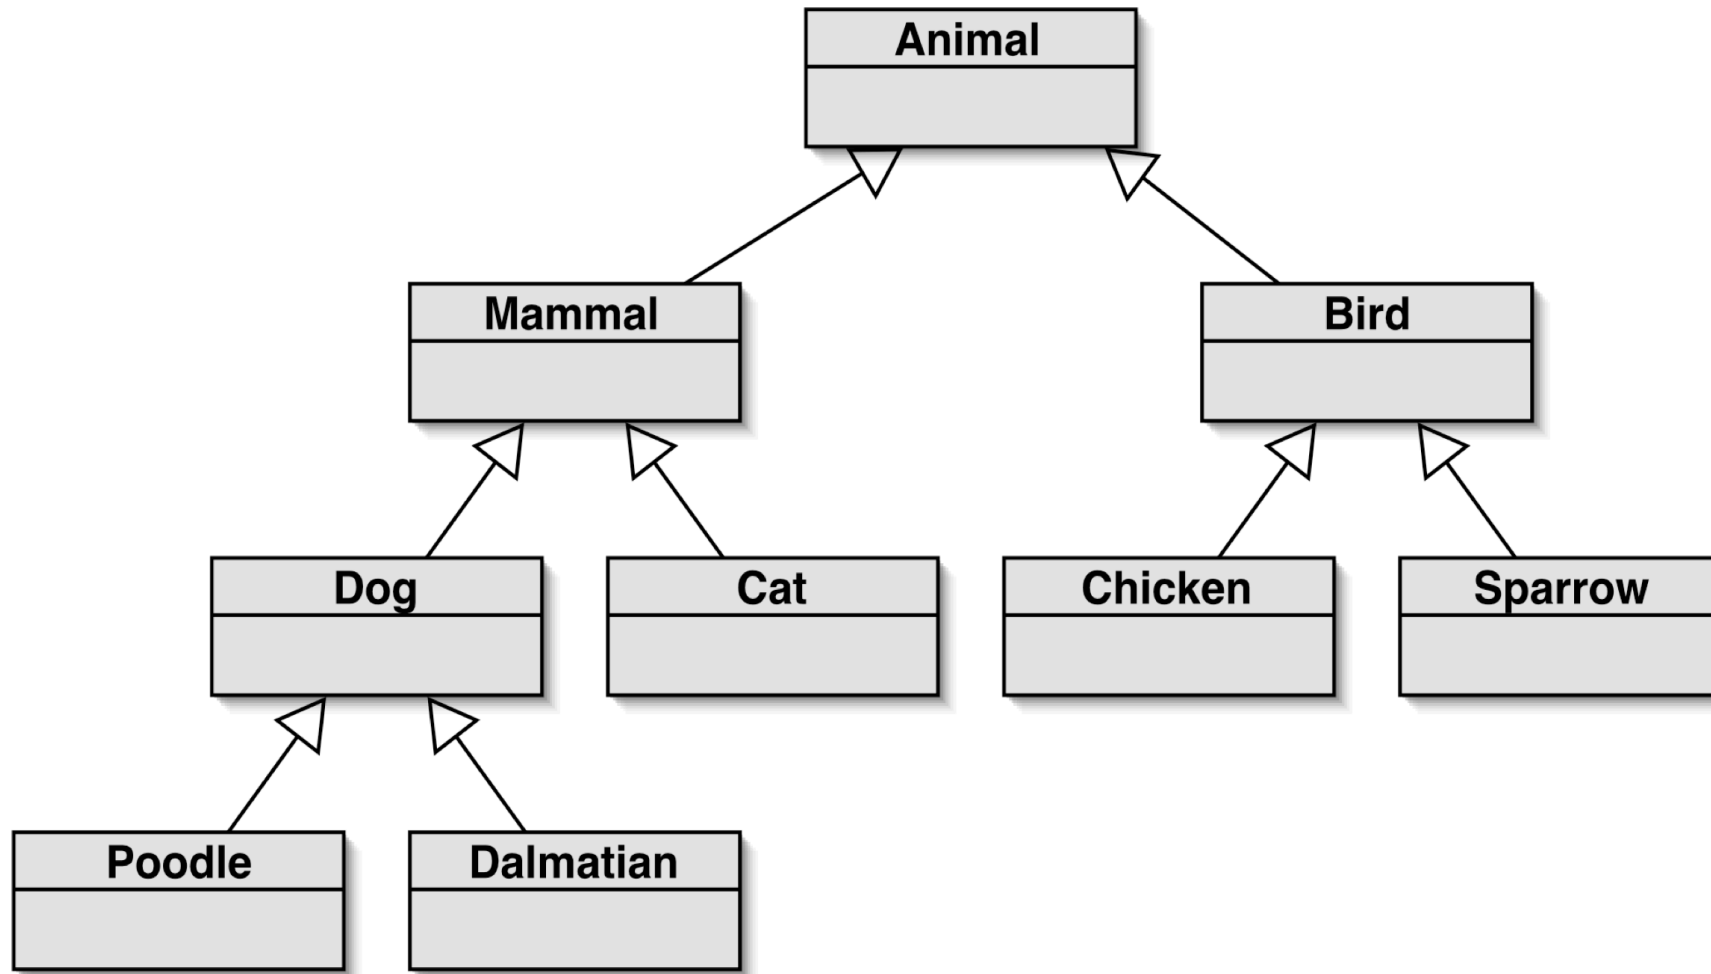 Animal
Mammal
Bird
Dog
Cat
Chicken
Sparrow
Poodle
Dalmatian